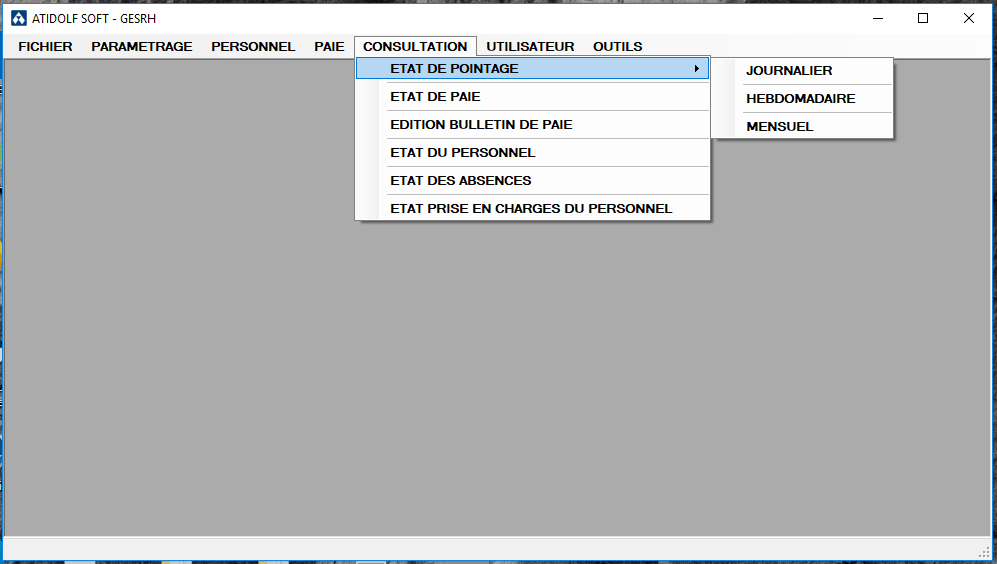 ATIDOLF SOFT - GESRH
FICHIER PARAMETRAGE PERSONNEL PAIE CONSULTATION UTILISATEUR OUTILS
ETAT DE POINTAGE
ETAT DE PAIE
EDITION BULLETIN DE PAIE
ETAT DU PERSONNEL
ETAT DES ABSENCES
ETAT PRISE EN CHARGES DU PERSONNEL
JOURNALIER
HEBDOMADAIRE
MENSUEL